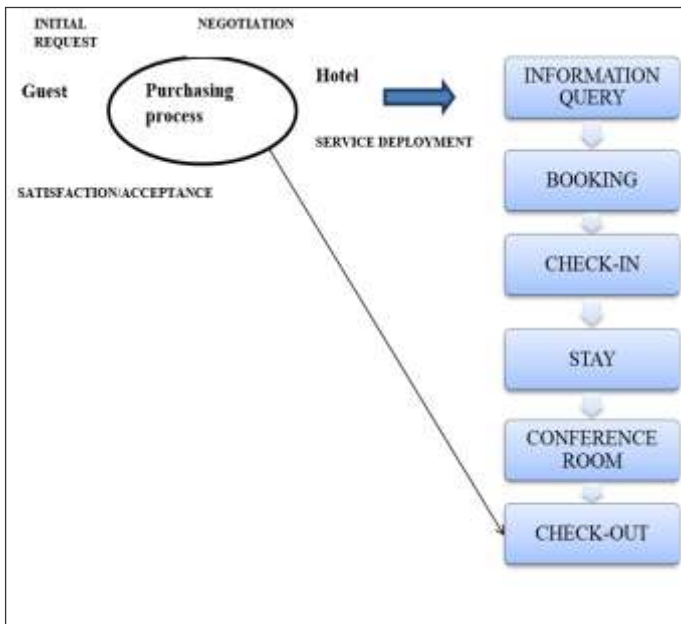 INITIAL
REQUEST
NEGOTIATION
Guest
Purchasing
process
Hotel
SERVICE DEPLOYMENT
SATISFACTION/ACCEPTANCE
INFORMATION
QUERY
BOOKING
CHECK-IN
STAY
CONFERENCE
ROOM
CHECK-OUT